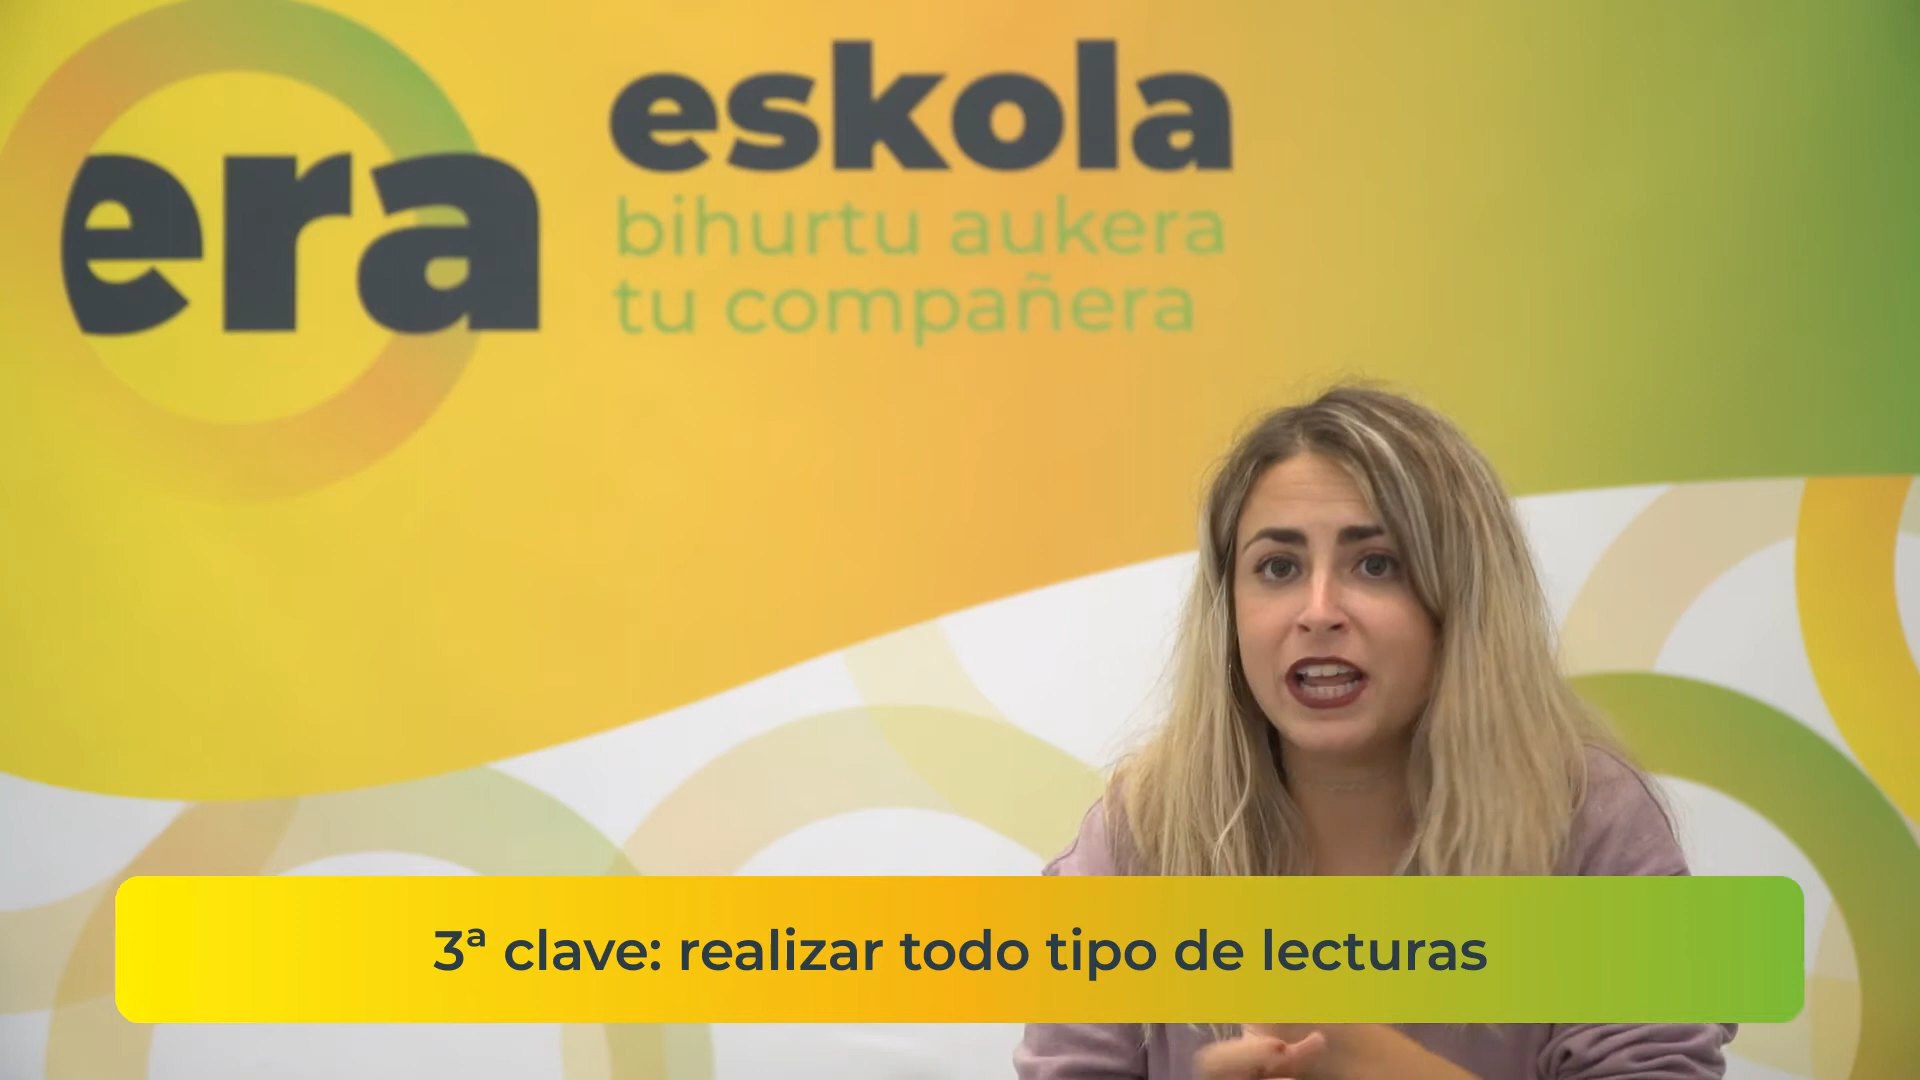 era
eskola
bihurtu aukera
tu compañera
3ª clave: realizar todo tipo de lecturas